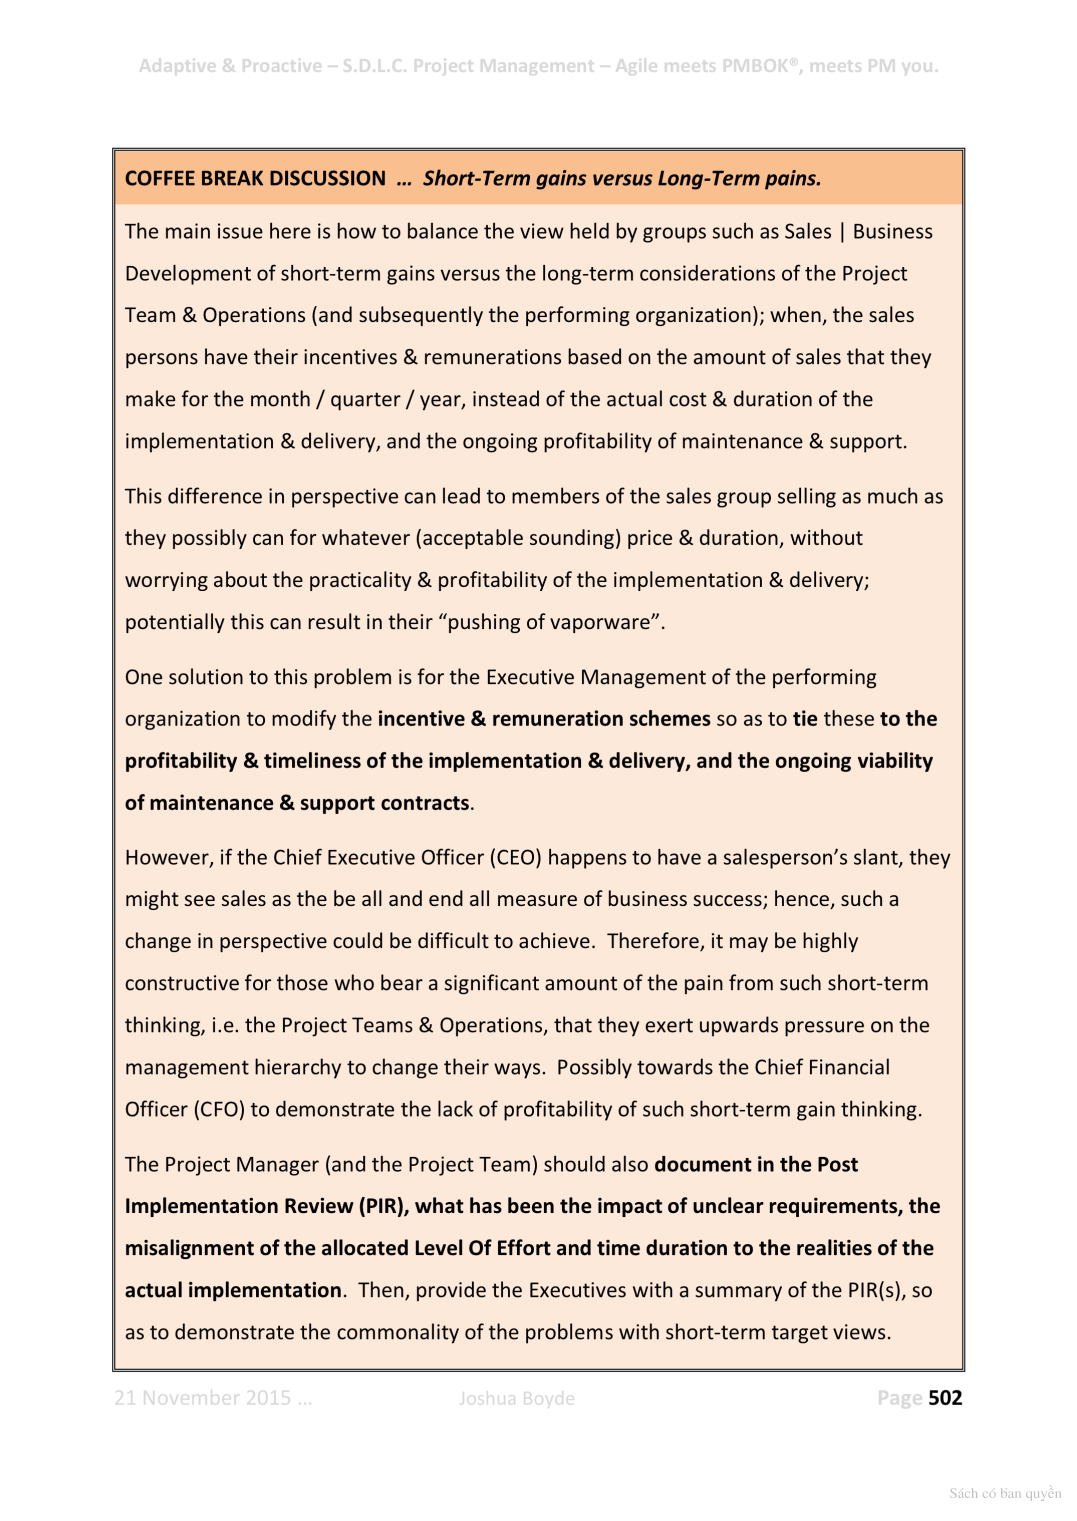 Adaptive & Proactive – S.D.L.C. Project Management – Agile meets PMBOK®, meets PM you.
COFFEE BREAK DISCUSSION … Short-Term gains versus Long-Term pains.
The main issue here is how to balance the view held by groups such as Sales | Business
Development of short-term gains versus the long-term considerations of the Project
Team & Operations (and subsequently the performing organization); when, the sales
persons have their incentives & remunerations based on the amount of sales that they
make for the month / quarter / year, instead of the actual cost & duration of the
implementation & delivery, and the ongoing profitability of maintenance & support.
This difference in perspective can lead to members of the sales group selling as much as
they possibly can for whatever (acceptable sounding) price & duration, without
worrying about the practicality & profitability of the implementation & delivery;
potentially this can result in their “pushing of vaporware”.
One solution to this problem is for the Executive Management of the performing
organization to modify the incentive & remuneration schemes so as to tie these to the
profitability & timeliness of the implementation & delivery, and the ongoing viability
of maintenance & support contracts.
However, if the Chief Executive Officer (CEO) happens to have a salesperson’s slant, they
might see sales as the be all and end all measure of business success; hence, such a
change in perspective could be difficult to achieve.  Therefore, it may be highly
constructive for those who bear a significant amount of the pain from such short-term
thinking, i.e. the Project Teams & Operations, that they exert upwards pressure on the
management hierarchy to change their ways.  Possibly towards the Chief Financial
Officer (CFO) to demonstrate the lack of profitability of such short-term gain thinking.
The Project Manager (and the Project Team) should also document in the Post
Implementation Review (PIR), what has been the impact of unclear requirements, the
misalignment of the allocated Level Of Effort and time duration to the realities of the
actual implementation.  Then, provide the Executives with a summary of the PIR(s), so
as to demonstrate the commonality of the problems with short-term target views.
21 November 2015 … Joshua Boyde Page 502
Sách có bản quyền